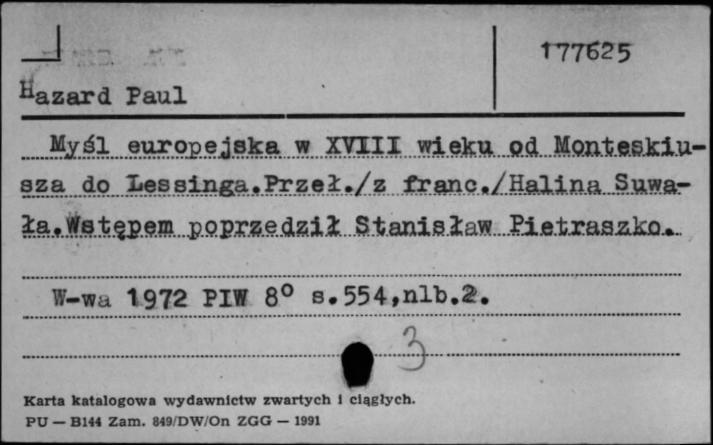 177625
Hazard Paul
Myśl europejska w XVIII wieku od Monteskiu-
sza do Lessinga.Przeł./z franc./Halina Suwa-
ła.Wstępem poprzedził Stanisław Pietraszko.
W-wa 1972 PIW 8° s.554,nlb.2.
3
Karta katalogowa wydawnictw zwartych i ciągłych.
PU — B144 Zam. 849/DW/On ZGG — 1991